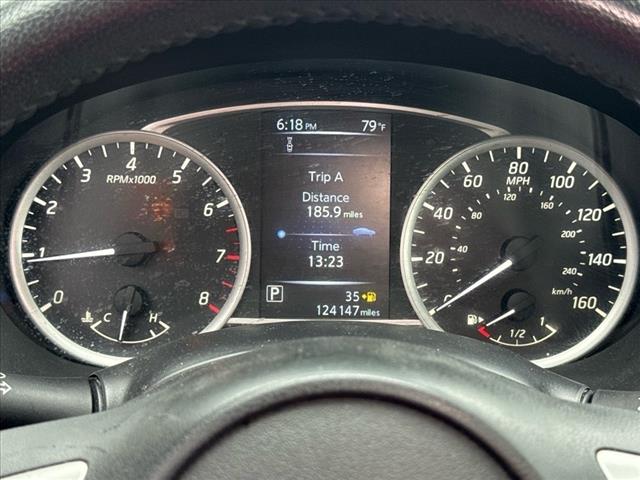 6:18 PM 79°F
Trip A
Distance
185.9 miles
Time
13:23
P 35
124147 miles
RPMx1000
0 1 2 3 4 5 6 7 8
C H
MPH
0 20 40 60 80 100 120 140 160
40 80 120 160 200 240
km/h
1/2 1